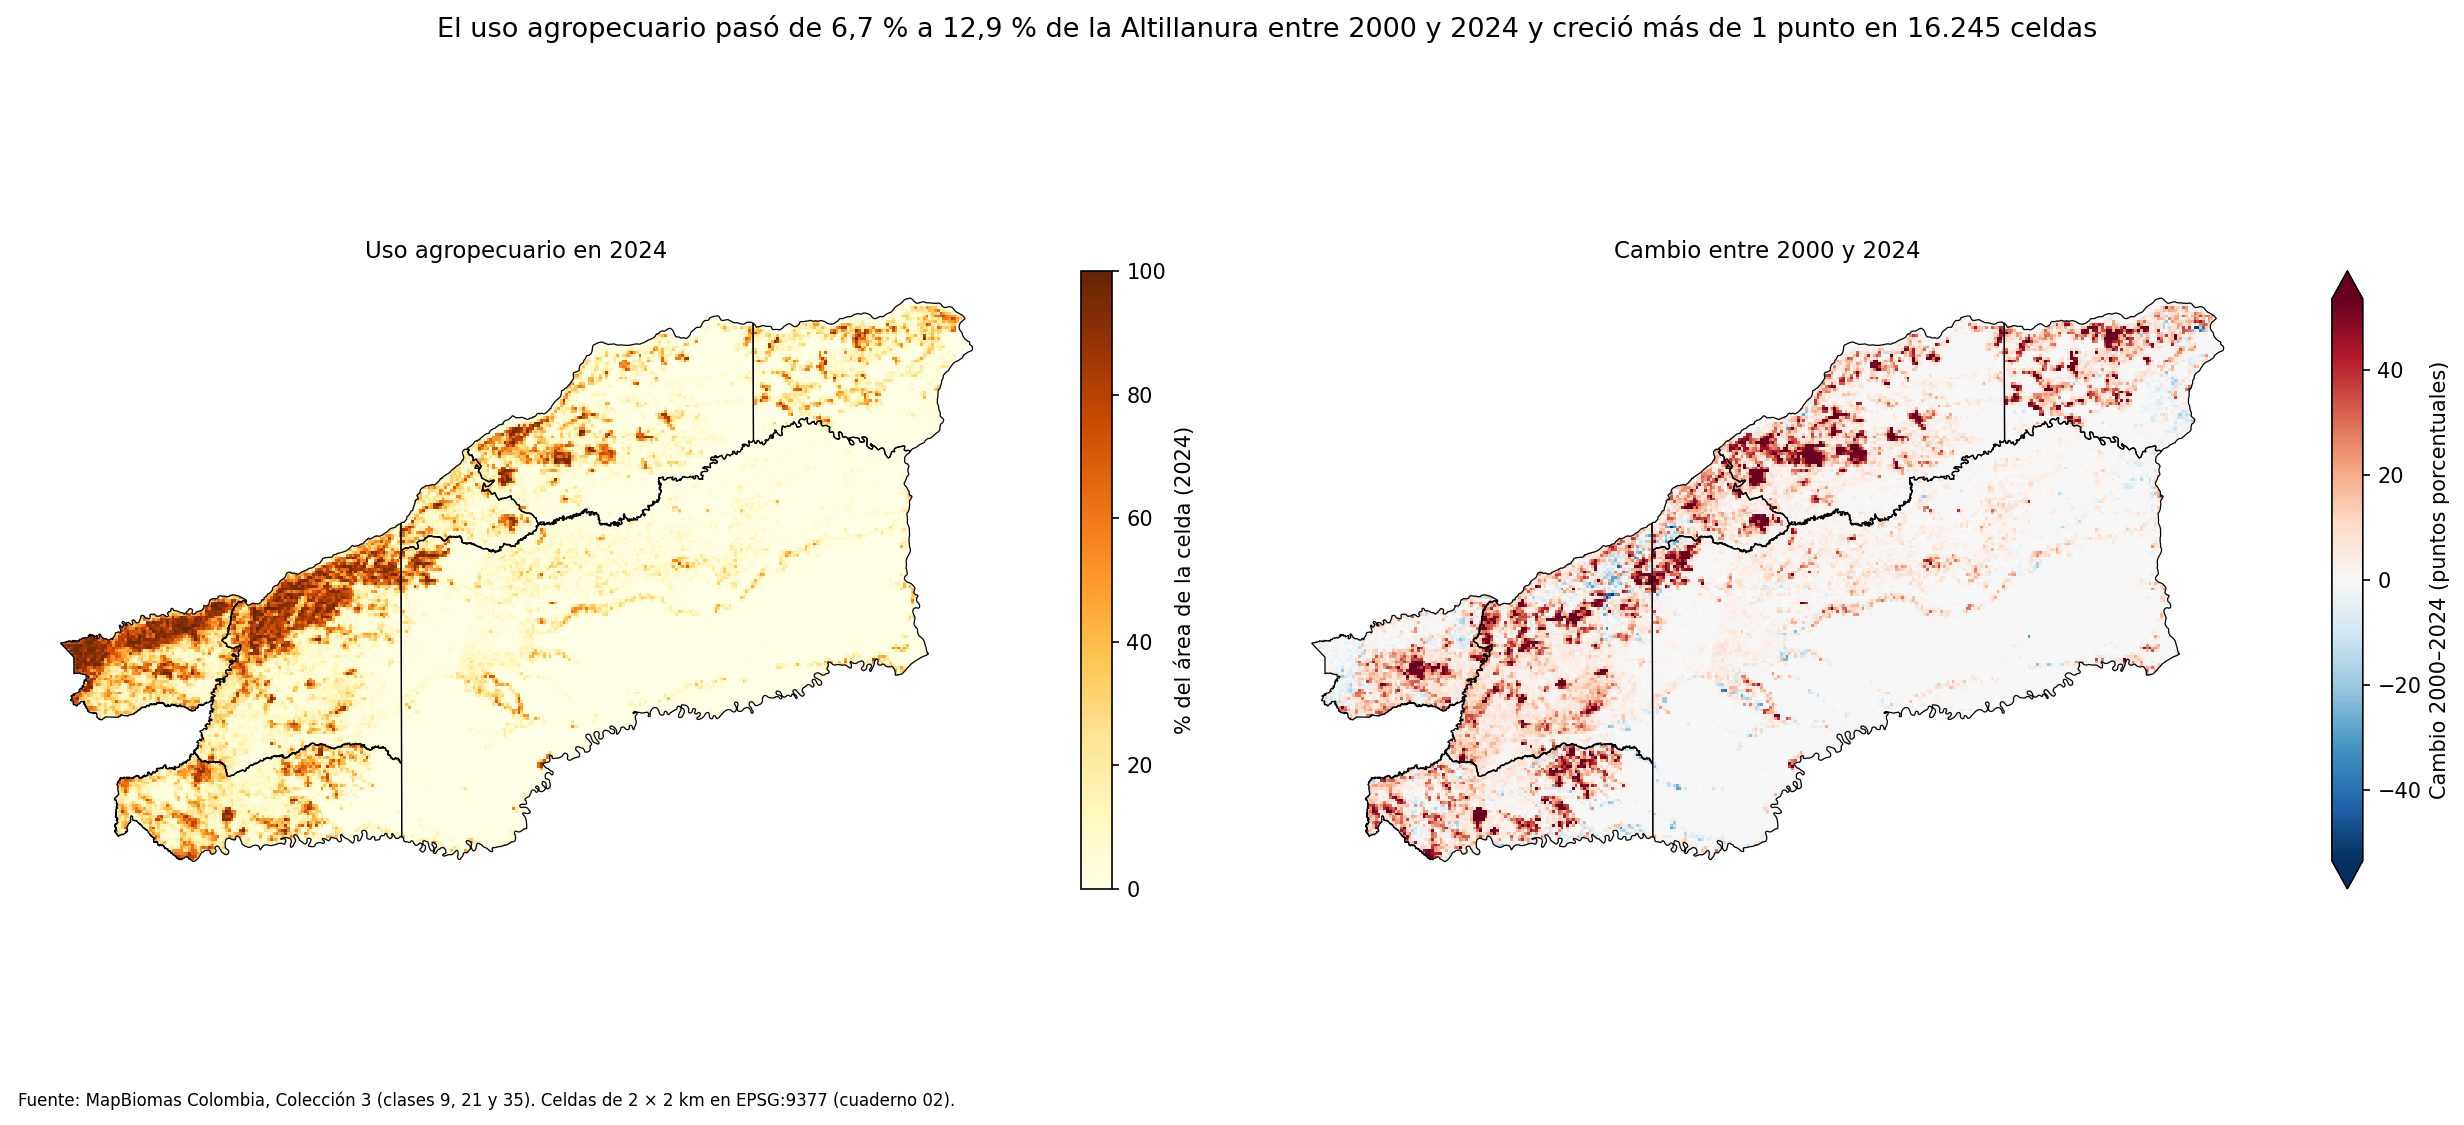 El uso agropecuario pasó de 6,7 % a 12,9 % de la Altillanura entre 2000 y 2024 y creció más de 1 punto en 16.245 celdas
Uso agropecuario en 2024
100
80
60
40
20
0
% del área de la celda (2024)
Cambio entre 2000 y 2024
40
20
0
−20
−40
Cambio 2000–2024 (puntos porcentuales)
Fuente: MapBiomas Colombia, Colección 3 (clases 9, 21 y 35). Celdas de 2 × 2 km en EPSG:9377 (cuaderno 02).